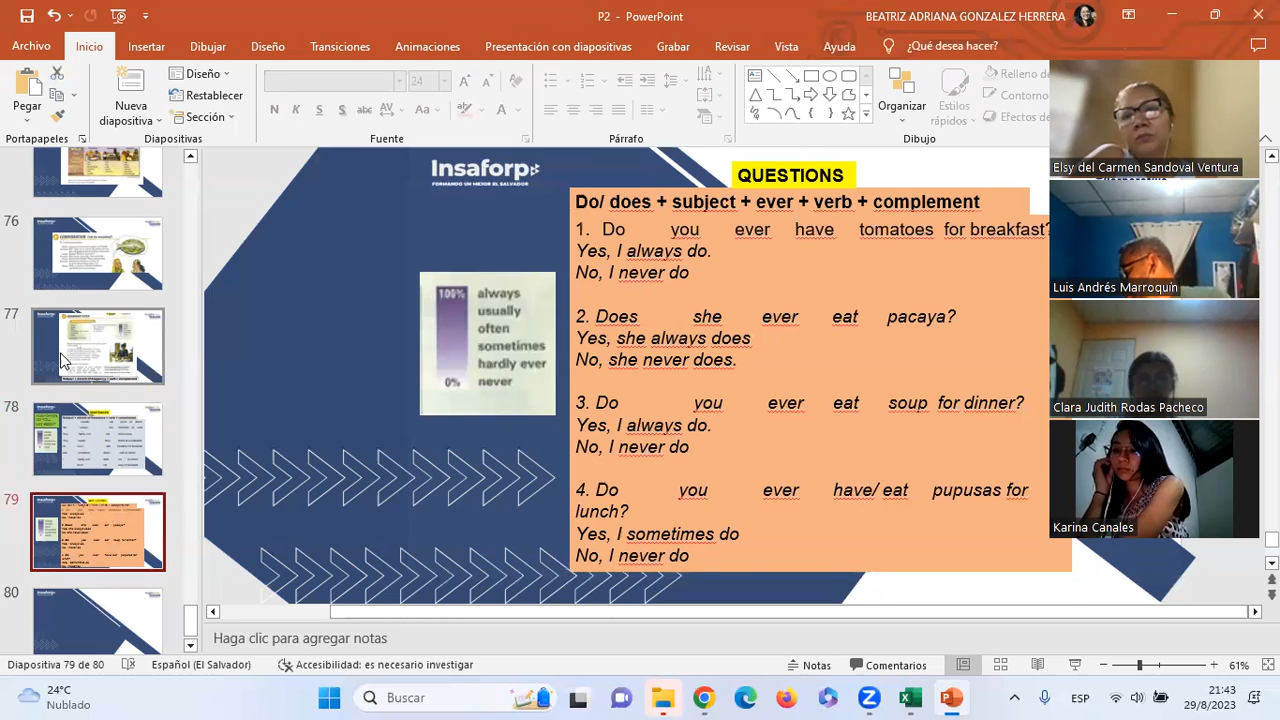 P2 - PowerPoint
BEATRIZ ADRIANA GONZALEZ HERRERA
Archivo Inicio Insertar Dibujar Diseño Transiciones Animaciones Presentación con diapositivas Grabar Revisar Vista Ayuda ¿Qué desea hacer?
Pegar
Nueva diapositiva
Diseño
Restablecer
Sección
24
N K S abc AV Aa
Organizar
Estilos rápidos
Relleno de
Contorno
Efectos de
Portapapeles Diapositivas Fuente Párrafo Dibujo
76
77
78
79
80
Insaforp
FORMANDO UN MEJOR EL SALVADOR
QUESTIONS
Do/ does + subject + ever + verb + complement
1. Do you ever have tomatoes for breakfast?
Yes, I always do.
No, I never do
2. Does she ever eat pacaya?
Yes, she always does
No, she never does.
3. Do you ever eat soup for dinner?
Yes, I always do.
No, I never do
4. Do you ever have/ eat pupusas for
lunch?
Yes, I sometimes do
No, I never do
100% always
usually
often
sometimes
hardly ever
0% never
Elsy del Carmen Sandoval Ventura
Luis Andrés Marroquin
Clara Judith Rodas Pacheco
Karina Canales
Haga clic para agregar notas
Diapositiva 79 de 80 Español (El Salvador) Accesibilidad: es necesario investigar Notas Comentarios 61%
24°C
Nublado
Buscar
ESP
21:43
29/8/2023